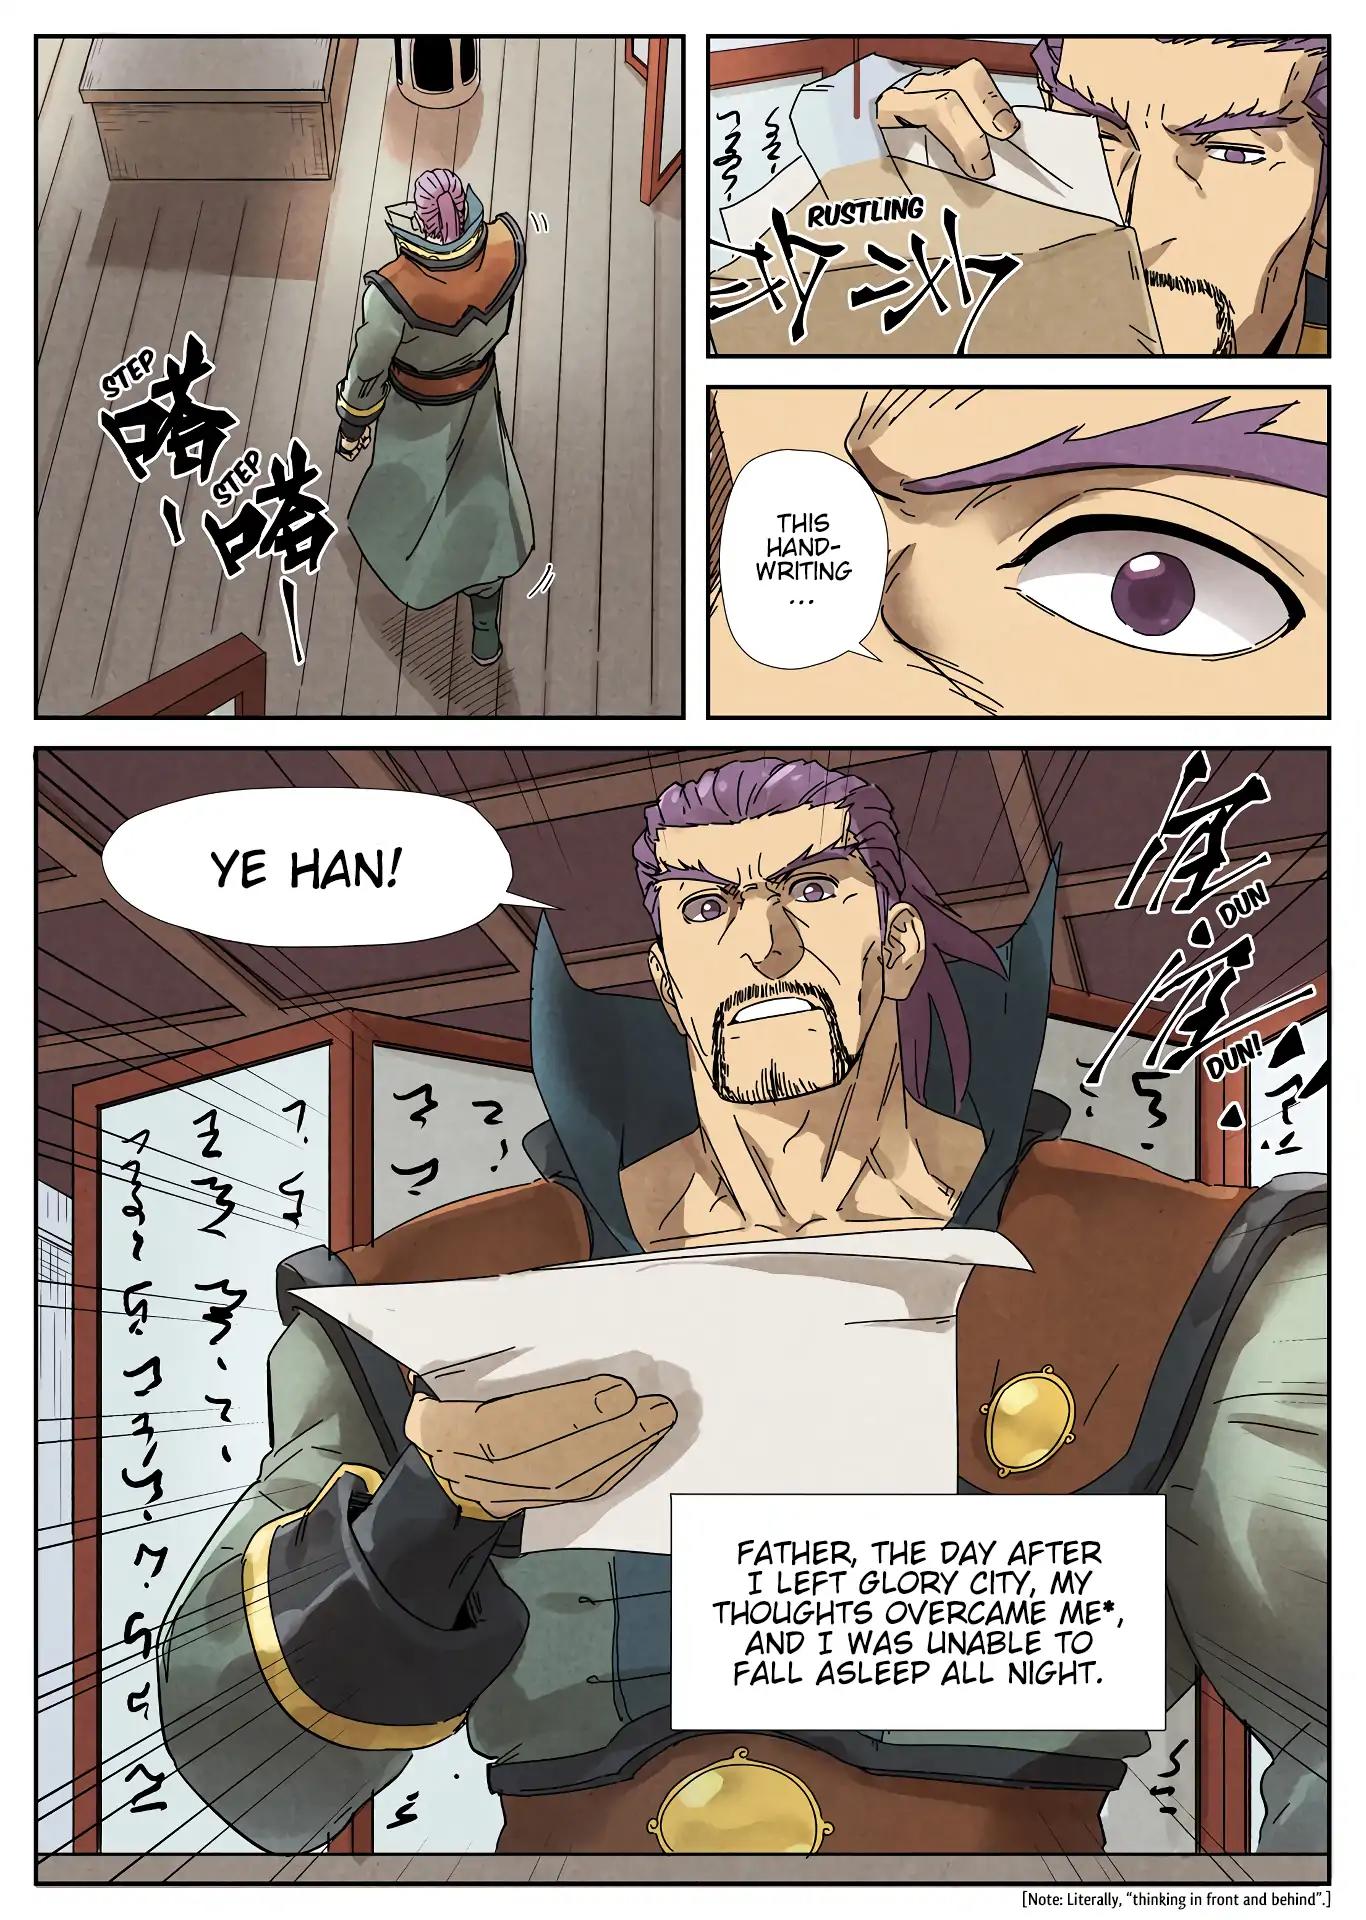 STEP
嗒
STEP
嗒
RUSTLING
THIS
HAND-
WRITING
...
YE HAN!
DUN
DUN!
FATHER, THE DAY AFTER
I LEFT GLORY CITY, MY
THOUGHTS OVERCAME ME*,
AND I WAS UNABLE TO
FALL ASLEEP ALL NIGHT.
[Note: Literally, "thinking in front and behind".]